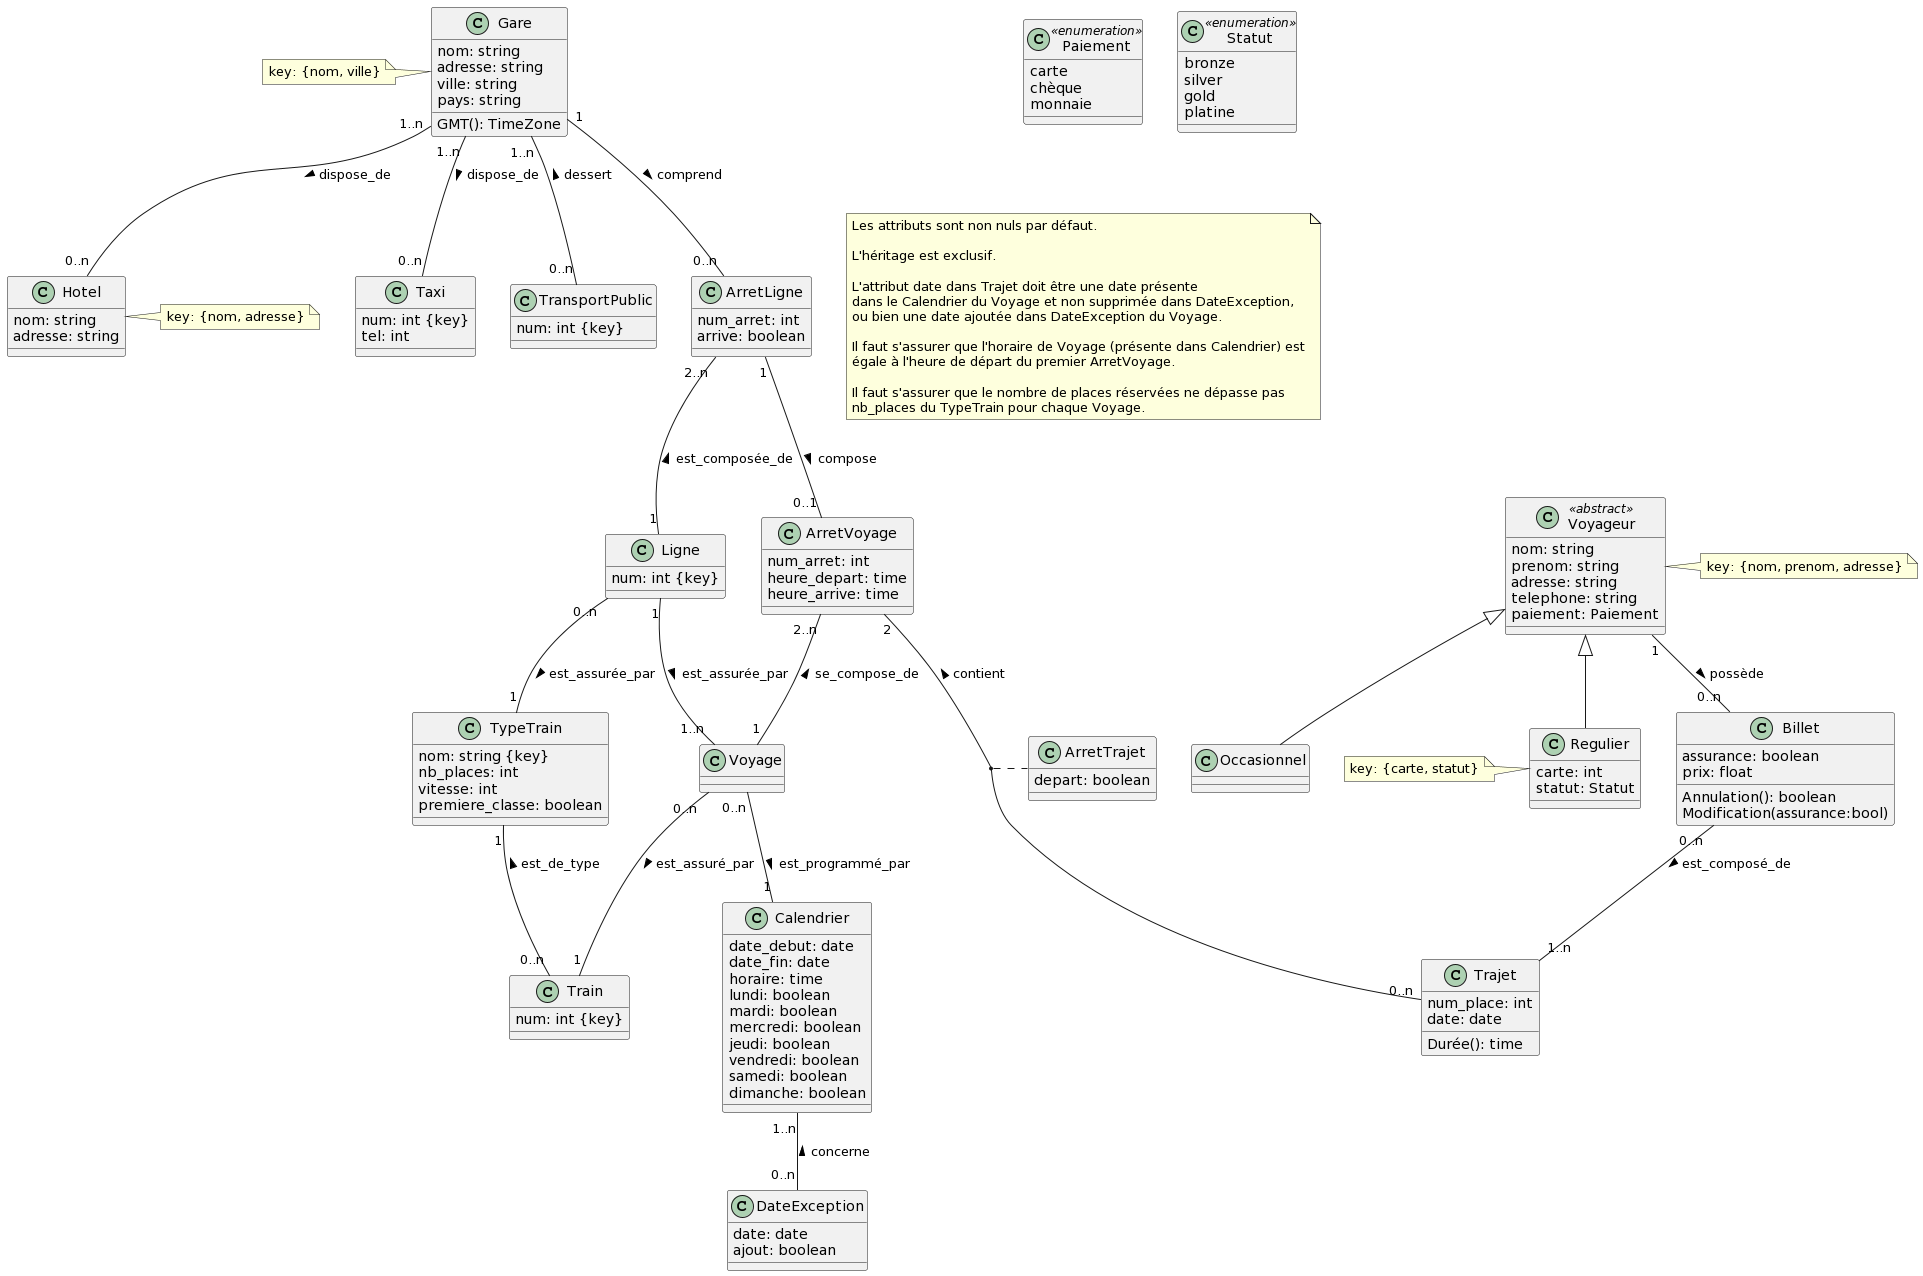 C Gare
nom: string
adresse: string
ville: string
pays: string
GMT(): TimeZone
key: {nom, ville}
C «enumeration»
Paiement
carte
chèque
monnaie
C «enumeration»
Statut
bronze
silver
gold
platine
1..n
1..n
1..n
1
dispose_de
dispose_de
dessert
comprend
0..n
0..n
0..n
0..n
C Hotel
nom: string
adresse: string
key: {nom, adresse}
C Taxi
num: int {key}
tel: int
C TransportPublic
num: int {key}
C ArretLigne
num_arret: int
arrive: boolean
Les attributs sont non nuls par défaut.
L'héritage est exclusif.
L'attribut date dans Trajet doit être une date présente
dans le Calendrier du Voyage et non supprimée dans DateException,
ou bien une date ajoutée dans DateException du Voyage.
Il faut s'assurer que l'horaire de Voyage (présente dans Calendrier) est
égale à l'heure de départ du premier ArretVoyage.
Il faut s'assurer que le nombre de places réservées ne dépasse pas
nb_places du TypeTrain pour chaque Voyage.
2..n
1
est_composée_de
compose
1
0..1
C Ligne
num: int {key}
C ArretVoyage
num_arret: int
heure_depart: time
heure_arrive: time
C «abstract»
Voyageur
nom: string
prenom: string
adresse: string
telephone: string
paiement: Paiement
key: {nom, prenom, adresse}
0..n
1
2..n
2
1
est_assurée_par
est_assurée_par
se_compose_de
contient
possède
1
1..n
1
0..n
C TypeTrain
nom: string {key}
nb_places: int
vitesse: int
premiere_classe: boolean
C Voyage
C ArretTrajet
depart: boolean
C Occasionnel
key: {carte, statut}
C Regulier
carte: int
statut: Statut
C Billet
assurance: boolean
prix: float
Annulation(): boolean
Modification(assurance:bool)
1
0..n
0..n
0..n
est_de_type
est_assuré_par
est_programmé_par
est_composé_de
0..n
1
1
1..n
C Train
num: int {key}
C Calendrier
date_debut: date
date_fin: date
horaire: time
lundi: boolean
mardi: boolean
mercredi: boolean
jeudi: boolean
vendredi: boolean
samedi: boolean
dimanche: boolean
0..n
C Trajet
num_place: int
date: date
Durée(): time
1..n
concerne
0..n
C DateException
date: date
ajout: boolean